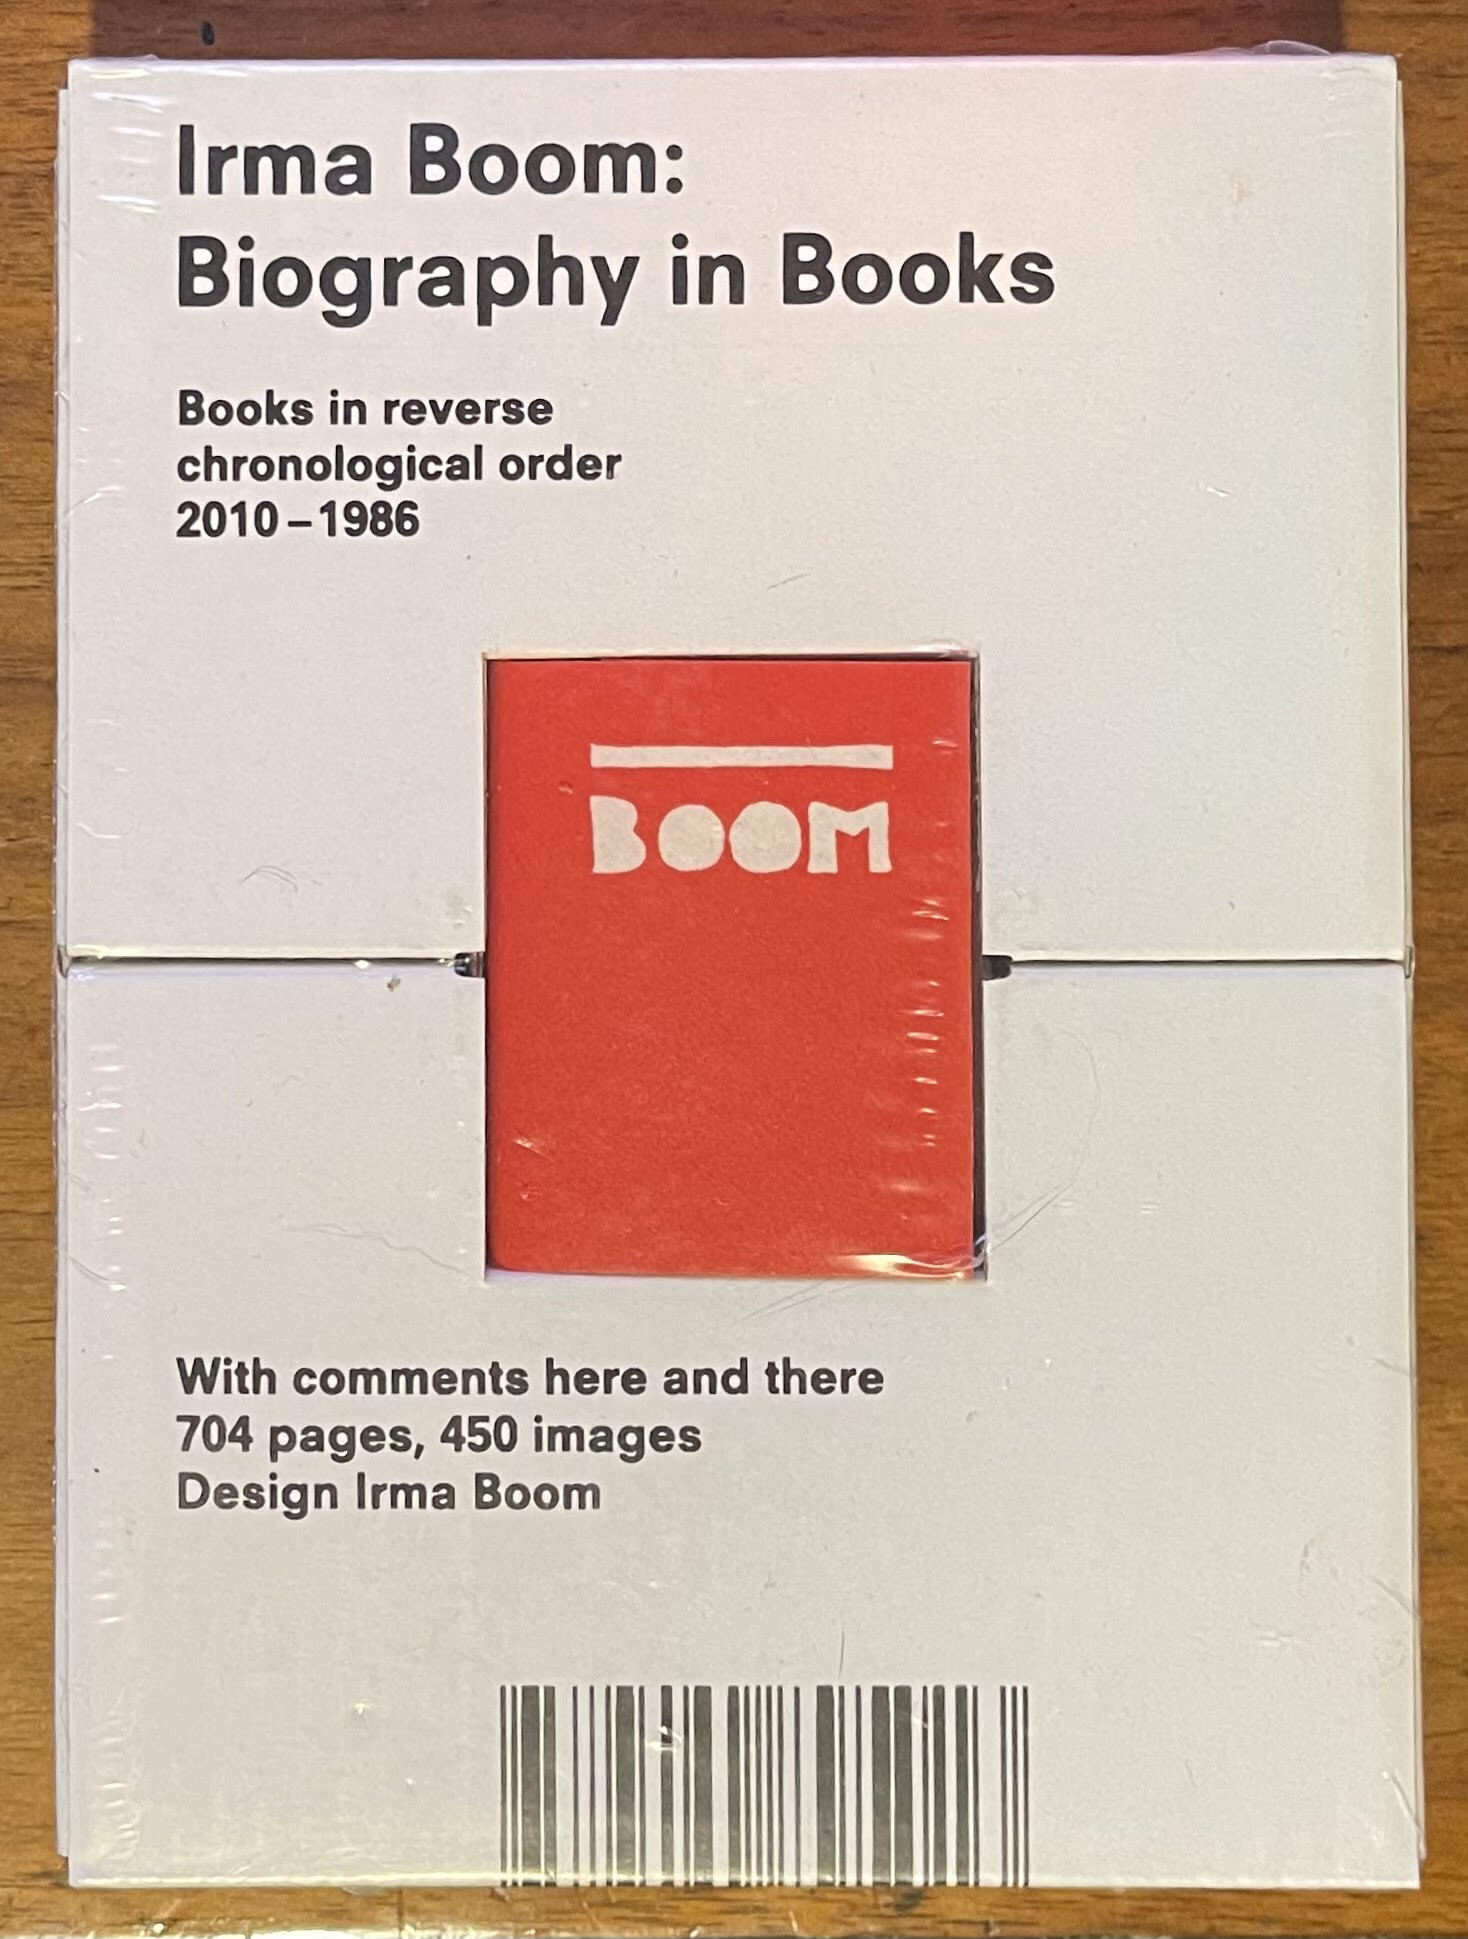 Irma Boom:
Biography in Books
Books in reverse
chronological order
2010 – 1986
BOOM
With comments here and there
704 pages, 450 images
Design Irma Boom